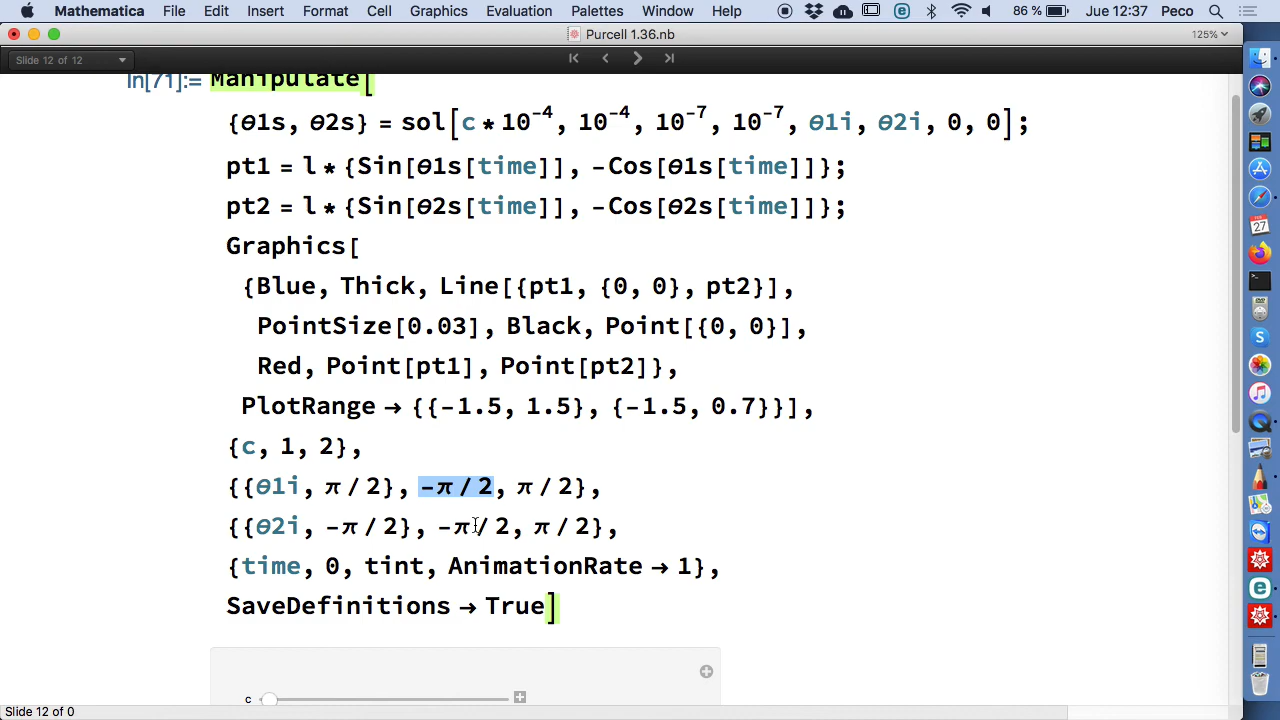 Mathematica File Edit Insert Format Cell Graphics Evaluation Palettes Window Help 86 % Jue 12:37 Peco
Purcell 1.36.nb 125%
Slide 12 of 12
In[71]:= Manipulate[
{θ1s, θ2s} = sol[c * 10^-4, 10^-4, 10^-7, 10^-7, θ1i, θ2i, 0, 0];
pt1 = l * {Sin[θ1s[time]], -Cos[θ1s[time]]};
pt2 = l * {Sin[θ2s[time]], -Cos[θ2s[time]]};
Graphics[
{Blue, Thick, Line[{pt1, {0, 0}, pt2}],
PointSize[0.03], Black, Point[{0, 0}],
Red, Point[pt1], Point[pt2]},
PlotRange → {{-1.5, 1.5}, {-1.5, 0.7}}],
{c, 1, 2},
{{θ1i, π / 2}, -π / 2, π / 2},
{{θ2i, -π / 2}, -π / 2, π / 2},
{time, 0, tint, AnimationRate → 1},
SaveDefinitions → True]
c
Slide 12 of 0
FEB
27